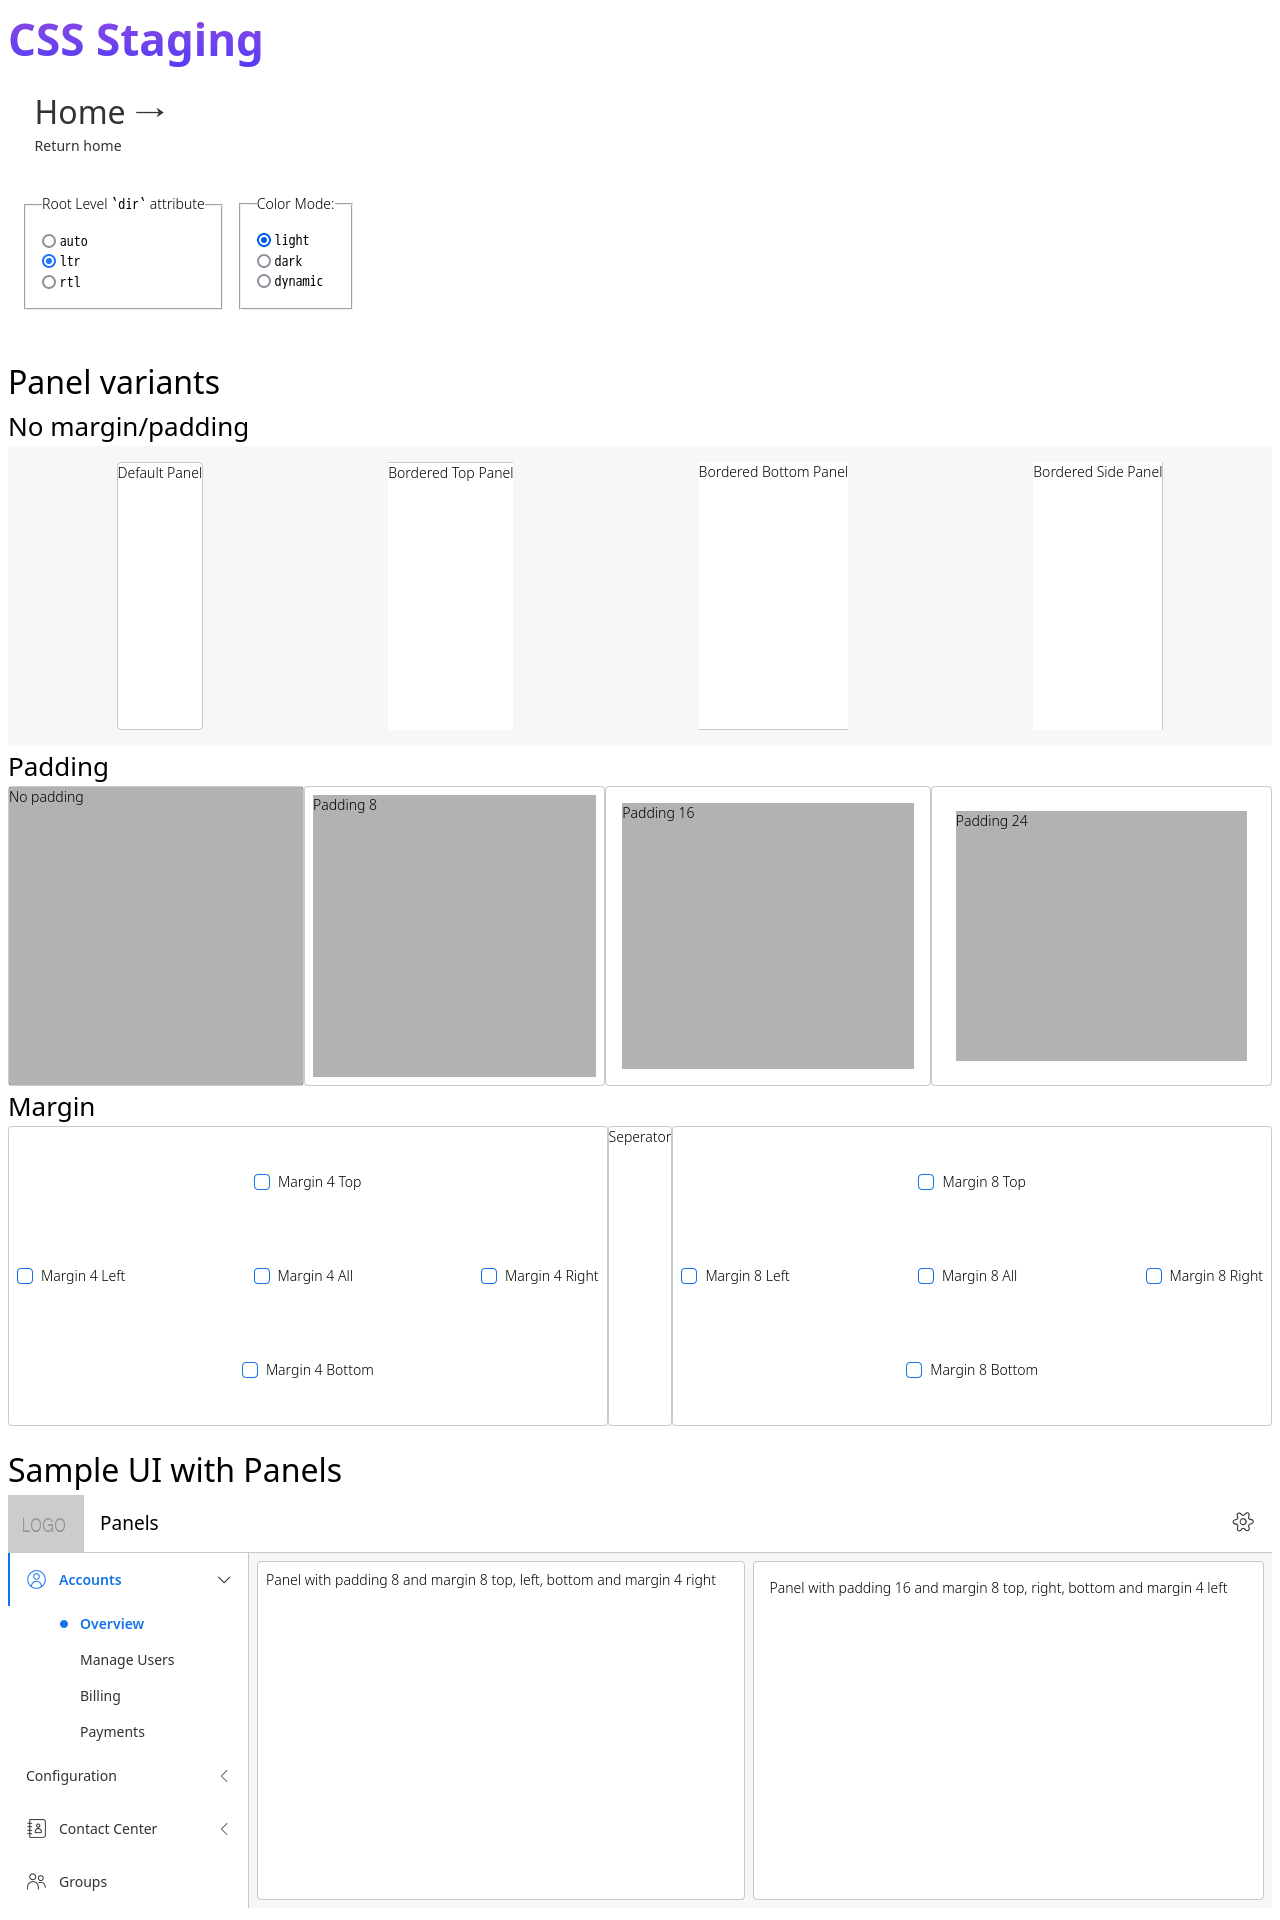 CSS Staging
Home →
Return home
Root Level `dir` attribute
auto
ltr
rtl
Color Mode:
light
dark
dynamic
Panel variants
No margin/padding
Default Panel
Bordered Top Panel
Bordered Bottom Panel
Bordered Side Panel
Padding
No padding
Padding 8
Padding 16
Padding 24
Margin
Margin 4 Top
Margin 4 Left
Margin 4 All
Margin 4 Right
Margin 4 Bottom
Seperator
Margin 8 Top
Margin 8 Left
Margin 8 All
Margin 8 Right
Margin 8 Bottom
Sample UI with Panels
LOGO
Panels
Accounts
Overview
Manage Users
Billing
Payments
Configuration
Contact Center
Groups
Panel with padding 8 and margin 8 top, left, bottom and margin 4 right
Panel with padding 16 and margin 8 top, right, bottom and margin 4 left